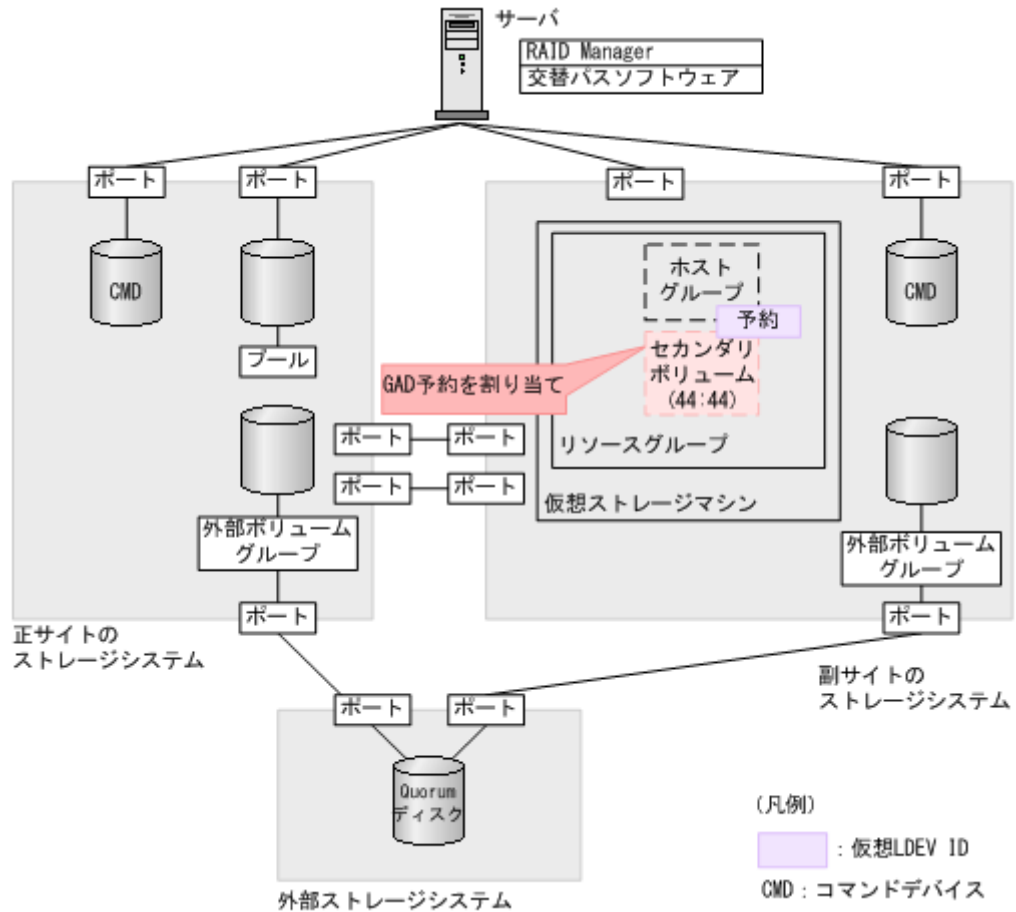 サーバ
RAID Manager
交替パスソフトウェア
ポート
ポート
ポート
ポート
CMD
プール
ホスト
グループ
予約
セカンダリ
ボリューム
(44:44)
CMD
GAD予約を割り当て
リソースグループ
仮想ストレージマシン
ポート
ポート
ポート
ポート
外部ボリューム
グループ
外部ボリューム
グループ
ポート
ポート
正サイトの
ストレージシステム
副サイトの
ストレージシステム
ポート
ポート
Quorum
ディスク
外部ストレージシステム
(凡例)
：仮想LDEV ID
CMD：コマンドデバイス